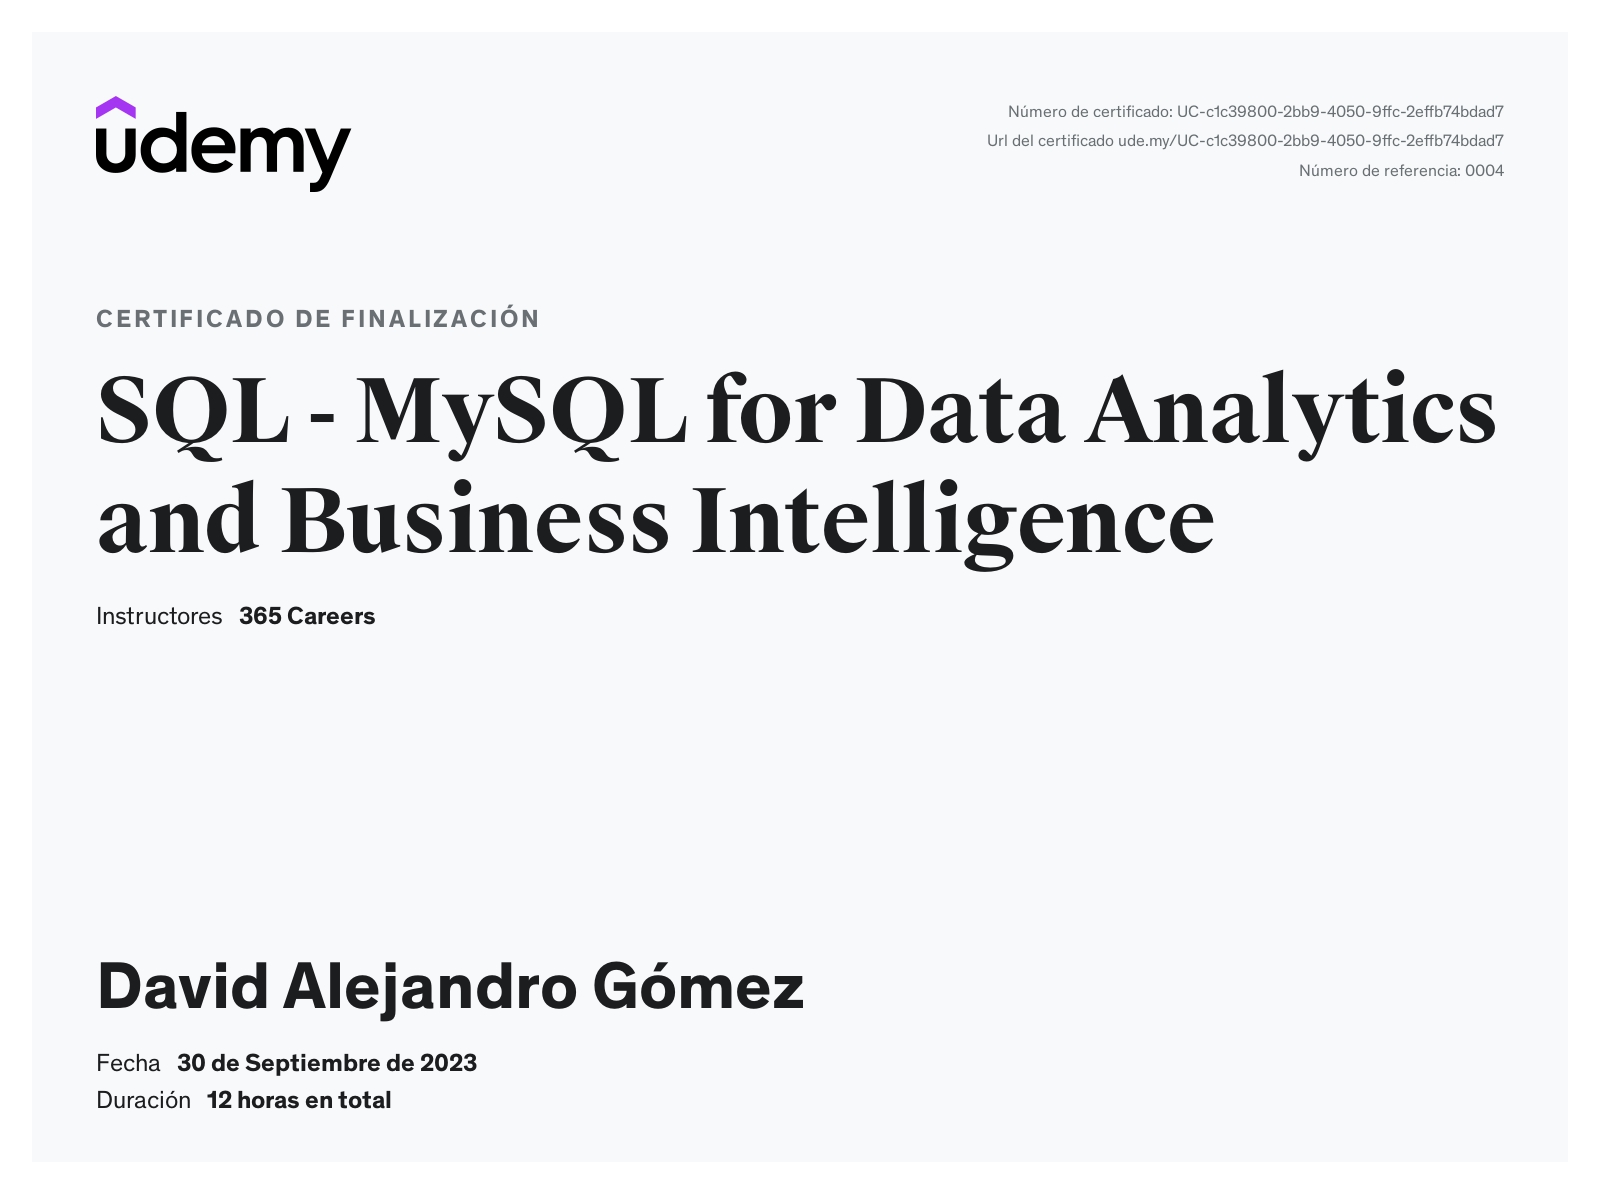 udemy
Número de certificado: UC-c1c39800-2bb9-4050-9ffc-2effb74bdad7
Url del certificado ude.my/UC-c1c39800-2bb9-4050-9ffc-2effb74bdad7
Número de referencia: 0004
CERTIFICADO DE FINALIZACIÓN
SQL - MySQL for Data Analytics
and Business Intelligence
Instructores 365 Careers
David Alejandro Gómez
Fecha 30 de Septiembre de 2023
Duración 12 horas en total